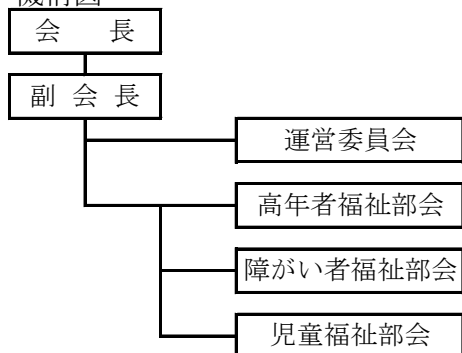 機構図
会　　長
副 会 長
運営委員会
高年者福祉部会
障がい者福祉部会
児童福祉部会